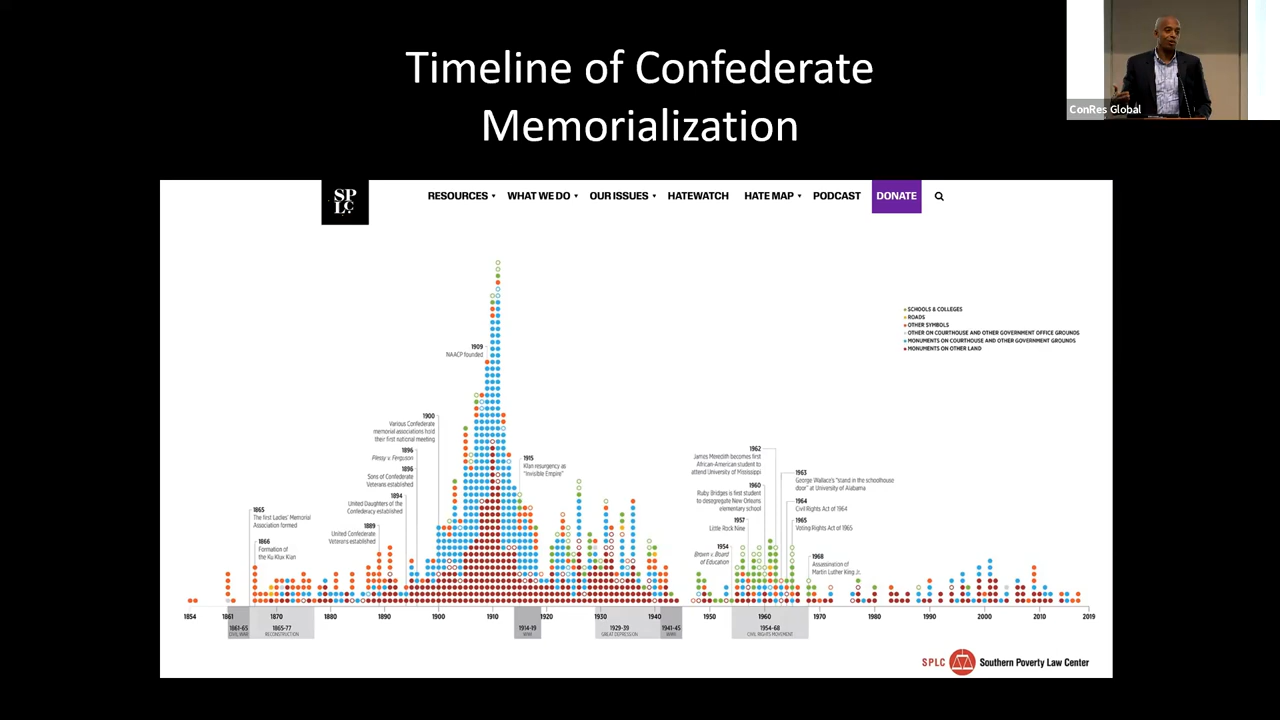 Timeline of Confederate
Memorialization
ConRes Global
SP
LC
RESOURCES
WHAT WE DO
OUR ISSUES
HATEWATCH
HATE MAP
PODCAST
DONATE
SCHOOLS & COLLEGES
ROADS
OTHER SYMBOLS
OTHER ON COURTHOUSE AND OTHER GOVERNMENT OFFICE GROUNDS
MONUMENTS ON COURTHOUSE AND OTHER GOVERNMENT GROUNDS
MONUMENTS ON OTHER LAND
1865
The first Ladies' Memorial
Association formed
1866
Formation of
the Ku Klux Klan
1889
United Confederate
Veterans established
1894
United Daughters of the
Confederacy established
1896
Sons of Confederate
Veterans established
1896
Plessy v. Ferguson
1900
Various Confederate
memorial associations hold
their first national meeting
1909
NAACP founded
1915
Klan resurgency as
"Invisible Empire"
1954
Brown v. Board
of Education
1957
Little Rock Nine
1960
Ruby Bridges is first student
to desegregate New Orleans
elementary school
1962
James Meredith becomes first
African-American student to
attend University of Mississippi
1963
George Wallace's "stand in the schoolhouse
door" at University of Alabama
1964
Civil Rights Act of 1964
1965
Voting Rights Act of 1965
1968
Assassination of
Martin Luther King Jr.
1854
1861
1870
1880
1890
1900
1910
1920
1930
1940
1950
1960
1970
1980
1990
2000
2010
2019
1861-65
CIVIL WAR
1865-77
RECONSTRUCTION
1914-19
WWI
1929-39
GREAT DEPRESSION
1941-45
WWII
1954-68
CIVIL RIGHTS MOVEMENT
SPLC
Southern Poverty Law Center